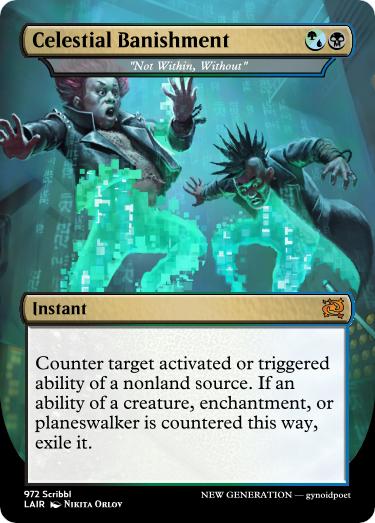 Celestial Banishment
"Not Within, Without"
Instant
Counter target activated or triggered
ability of a nonland source. If an
ability of a creature, enchantment, or
planeswalker is countered this way,
exile it.
972 Scribbl
LAIR NIKITA ORLOV
NEW GENERATION — gynoidpoet